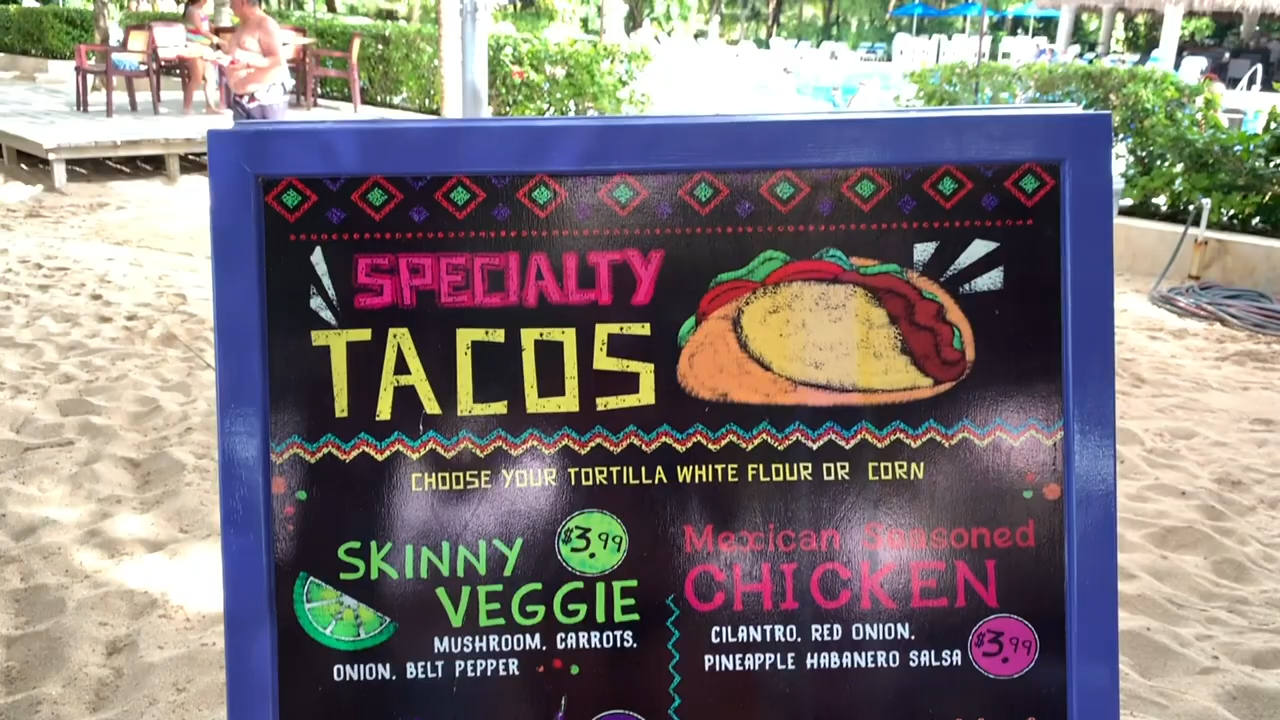 SPECIALTY
TACOS
CHOOSE YOUR TORTILLA WHITE FLOUR OR CORN
SKINNY
VEGGIE
$3.99
MUSHROOM, CARROTS,
ONION, BELT PEPPER
Mexican Seasoned
CHICKEN
CILANTRO, RED ONION,
PINEAPPLE HABANERO SALSA
$3.99